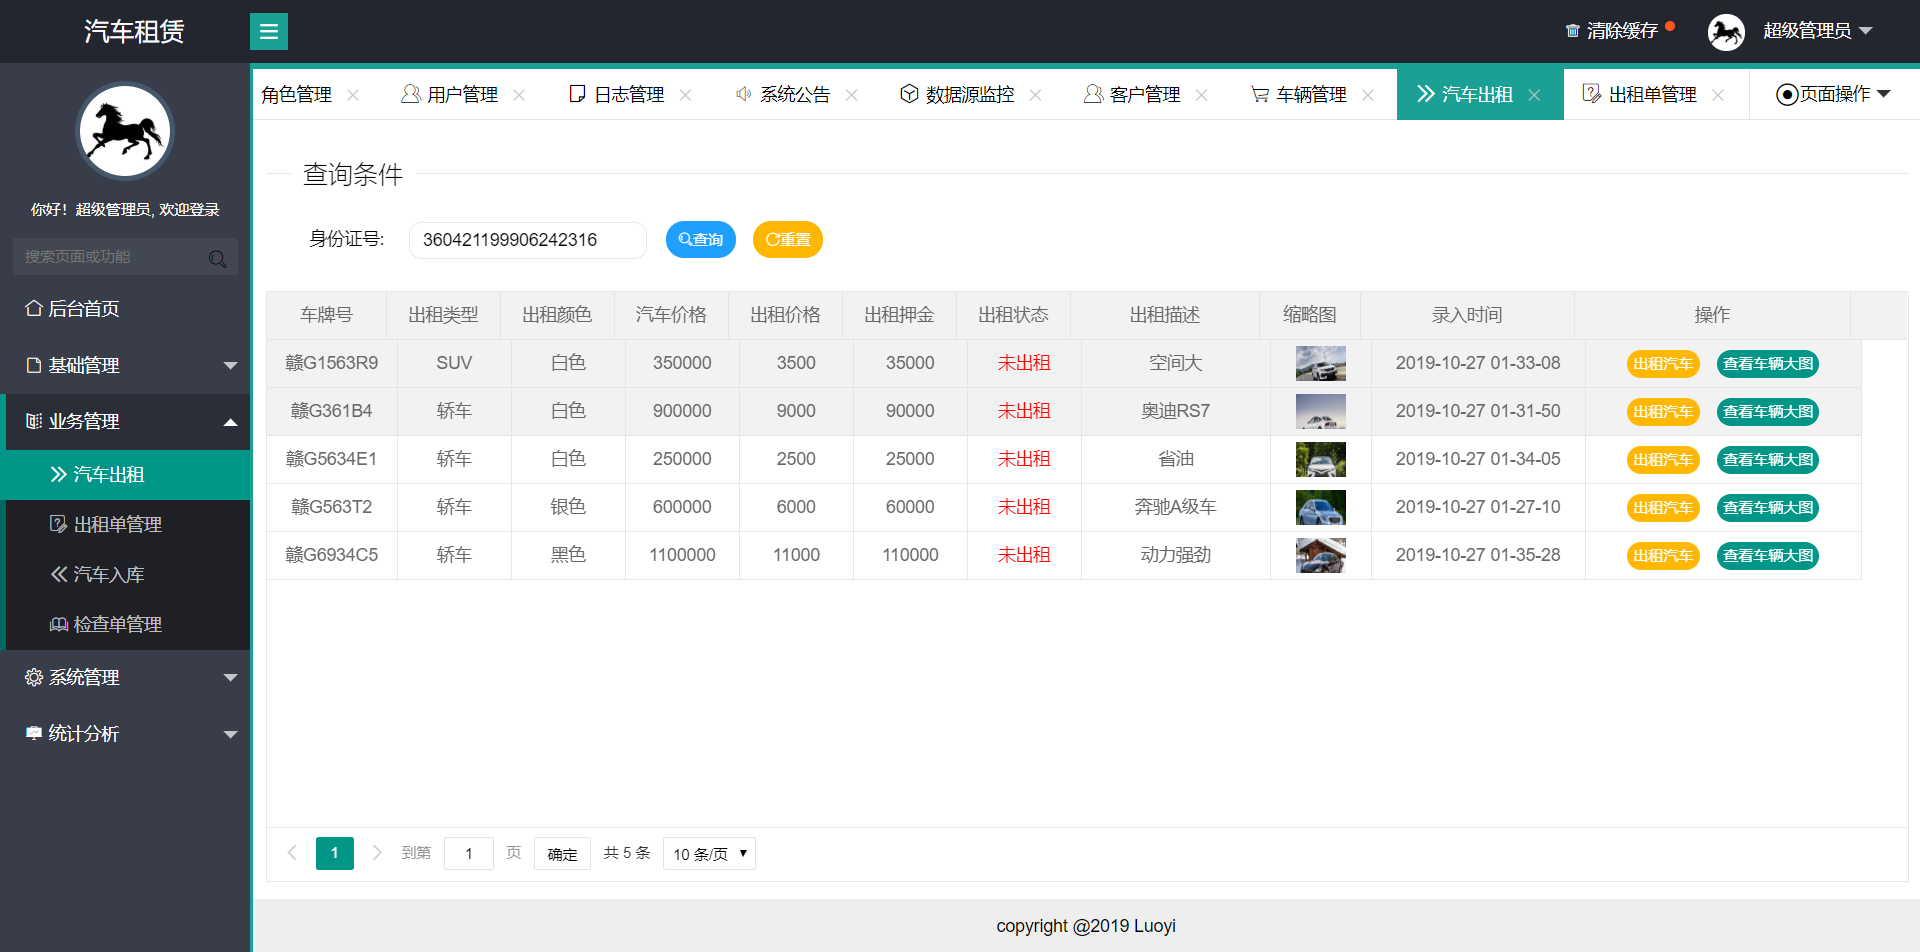 汽车租赁
清除缓存
超级管理员
角色管理 用户管理 日志管理 系统公告 数据源监控 客户管理 车辆管理 汽车出租 出租单管理 页面操作
你好！超级管理员, 欢迎登录
搜索页面或功能
后台首页
基础管理
业务管理
汽车出租
出租单管理
汽车入库
检查单管理
系统管理
统计分析
查询条件
身份证号: 360421199906242316 查询 重置
车牌号 出租类型 出租颜色 汽车价格 出租价格 出租押金 出租状态 出租描述 缩略图 录入时间 操作
赣G1563R9 SUV 白色 350000 3500 35000 未出租 空间大 2019-10-27 01-33-08 出租汽车 查看车辆大图
赣G361B4 轿车 白色 900000 9000 90000 未出租 奥迪RS7 2019-10-27 01-31-50 出租汽车 查看车辆大图
赣G5634E1 轿车 白色 250000 2500 25000 未出租 省油 2019-10-27 01-34-05 出租汽车 查看车辆大图
赣G563T2 轿车 银色 600000 6000 60000 未出租 奔驰A级车 2019-10-27 01-27-10 出租汽车 查看车辆大图
赣G6934C5 轿车 黑色 1100000 11000 110000 未出租 动力强劲 2019-10-27 01-35-28 出租汽车 查看车辆大图
1 到第 1 页 确定 共 5 条 10 条/页
copyright @2019 Luoyi